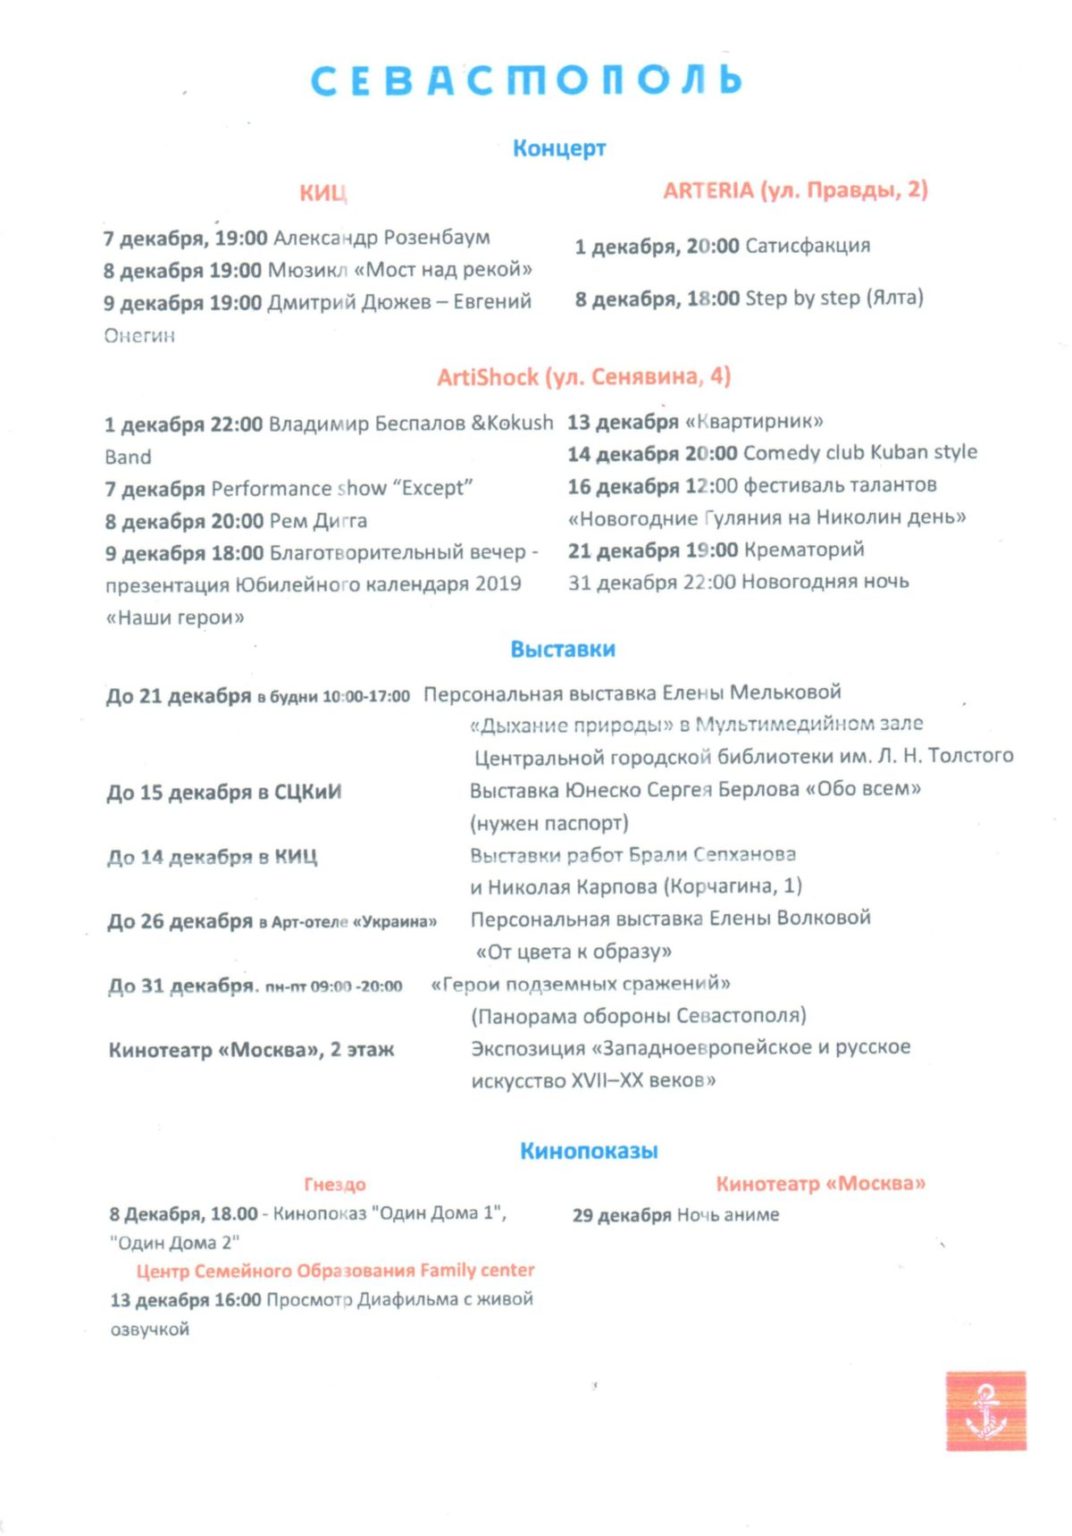 СЕВАСТОПОЛЬ
Концерт
КИЦ
7 декабря, 19:00 Александр Розенбаум
8 декабря 19:00 Мюзикл «Мост над рекой»
9 декабря 19:00 Дмитрий Дюжев – Евгений
Онегин
ARTERIA (ул. Правды, 2)
1 декабря, 20:00 Сатисфакция
8 декабря, 18:00 Step by step (Ялта)
ArtiShock (ул. Сенявина, 4)
1 декабря 22:00 Владимир Беспалов &Kokush
Band
7 декабря Performance show “Except”
8 декабря 20:00 Рем Дигга
9 декабря 18:00 Благотворительный вечер -
презентация Юбилейного календаря 2019
«Наши герои»
13 декабря «Квартирник»
14 декабря 20:00 Comedy club Kuban style
16 декабря 12:00 фестиваль талантов
«Новогодние Гуляния на Николин день»
21 декабря 19:00 Крематорий
31 декабря 22:00 Новогодняя ночь
Выставки
До 21 декабря в будни 10:00-17:00 Персональная выставка Елены Мельковой
«Дыхание природы» в Мультимедийном зале
Центральной городской библиотеки им. Л. Н. Толстого
До 15 декабря в СЦКиИ Выставка Юнеско Сергея Берлова «Обо всем»
(нужен паспорт)
До 14 декабря в КИЦ Выставки работ Брали Сепханова
и Николая Карпова (Корчагина, 1)
До 26 декабря в Арт-отеле «Украина» Персональная выставка Елены Волковой
«От цвета к образу»
До 31 декабря. пн-пт 09:00 -20:00 «Герои подземных сражений»
(Панорама обороны Севастополя)
Кинотеатр «Москва», 2 этаж Экспозиция «Западноевропейское и русское
искусство XVII–XX веков»
Кинопоказы
Гнездо
8 Декабря, 18.00 - Кинопоказ "Один Дома 1",
"Один Дома 2"
Центр Семейного Образования Family center
13 декабря 16:00 Просмотр Диафильма с живой
озвучкой
Кинотеатр «Москва»
29 декабря Ночь аниме